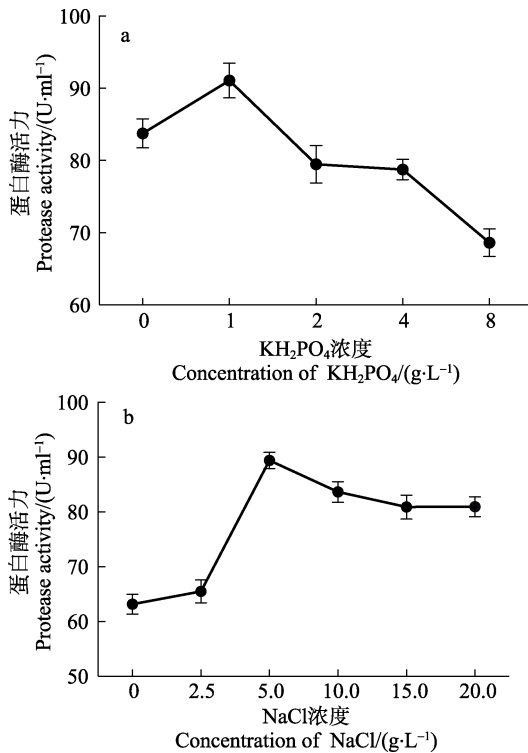 a
100
90
80
70
60
蛋白酶活力
Protease activity/(U·ml⁻¹)
0 1 2 4 8
KH₂PO₄浓度
Concentration of KH₂PO₄/(g·L⁻¹)
b
100
90
80
70
60
50
蛋白酶活力
Protease activity/(U·ml⁻¹)
0 2.5 5.0 10.0 15.0 20.0
NaCl浓度
Concentration of NaCl/(g·L⁻¹)